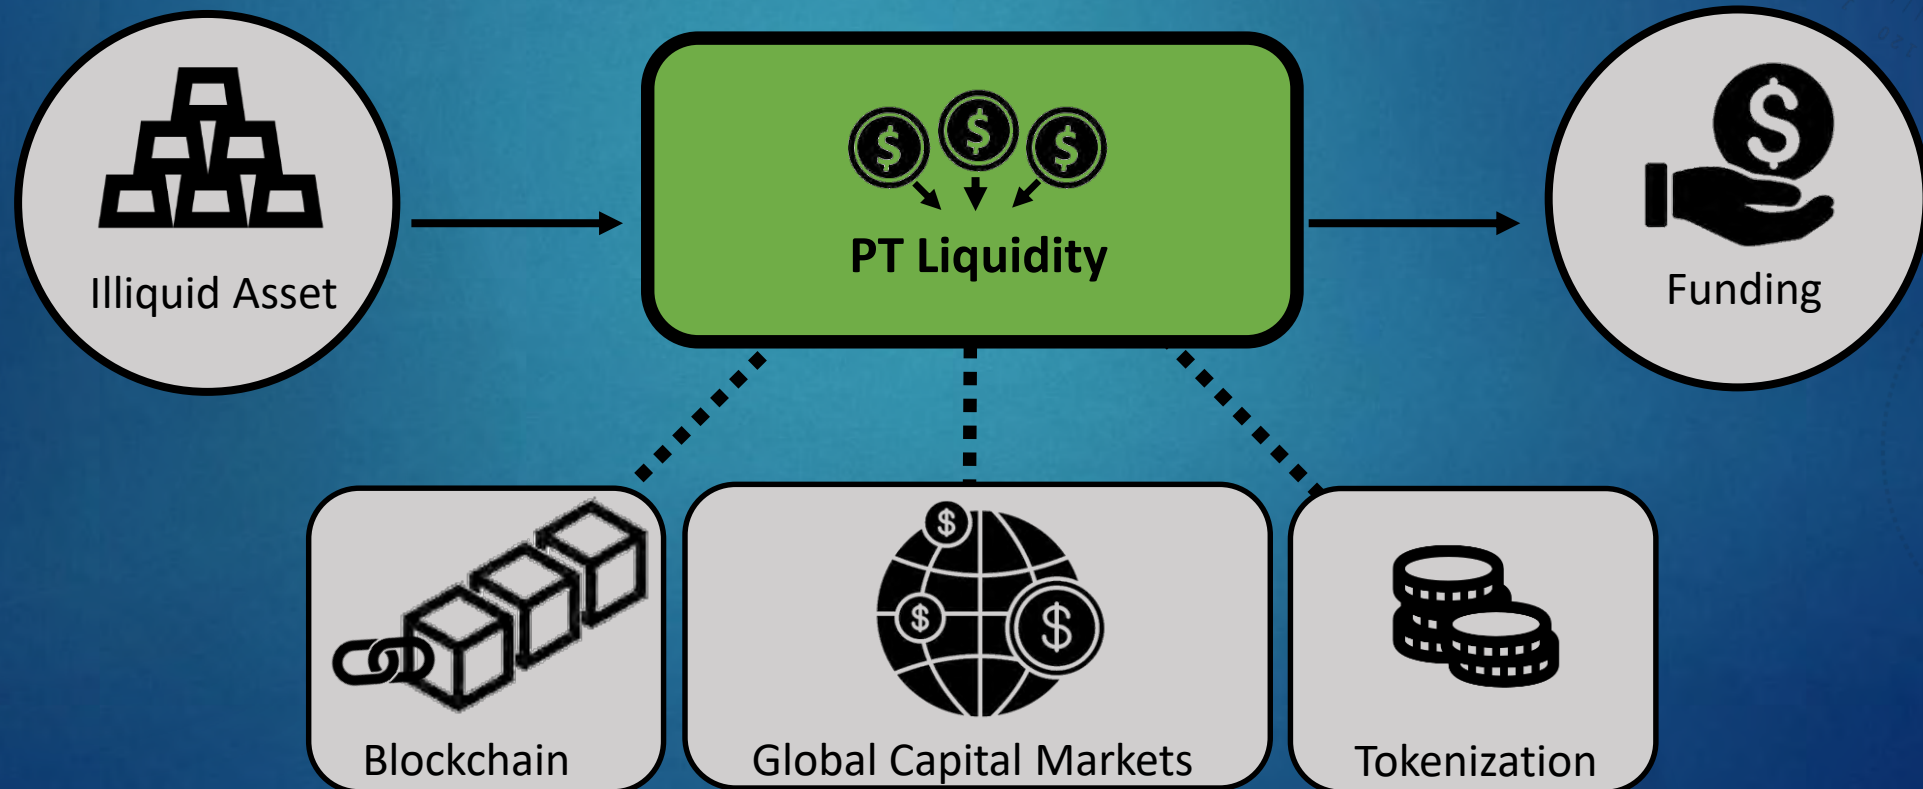 Illiquid Asset
PT Liquidity
Funding
Blockchain
Global Capital Markets
Tokenization